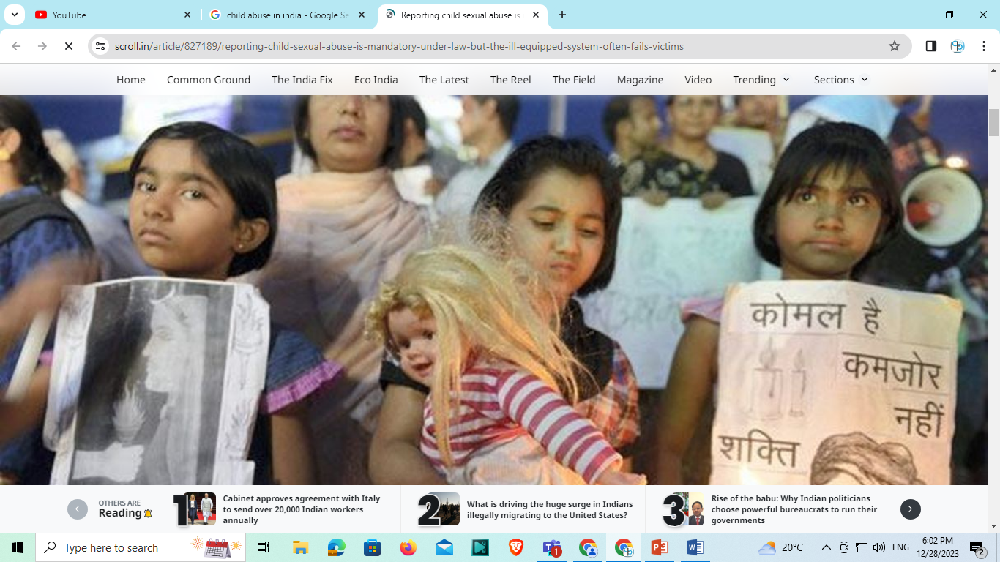 YouTube
child abuse in india - Google Se
Reporting child sexual abuse is
scroll.in/article/827189/reporting-child-sexual-abuse-is-mandatory-under-law-but-the-ill-equipped-system-often-fails-victims
Home Common Ground The India Fix Eco India The Latest The Reel The Field Magazine Video Trending Sections
कोमल है
कमजोर
नहीं
शक्ति
OTHERS ARE
Reading
1
Cabinet approves agreement with Italy
to send over 20,000 Indian workers
annually
2
What is driving the huge surge in Indians
illegally migrating to the United States?
3
Rise of the babu: Why Indian politicians
choose powerful bureaucrats to run their
governments
Type here to search
1
20°C
ENG
6:02 PM
12/28/2023
2